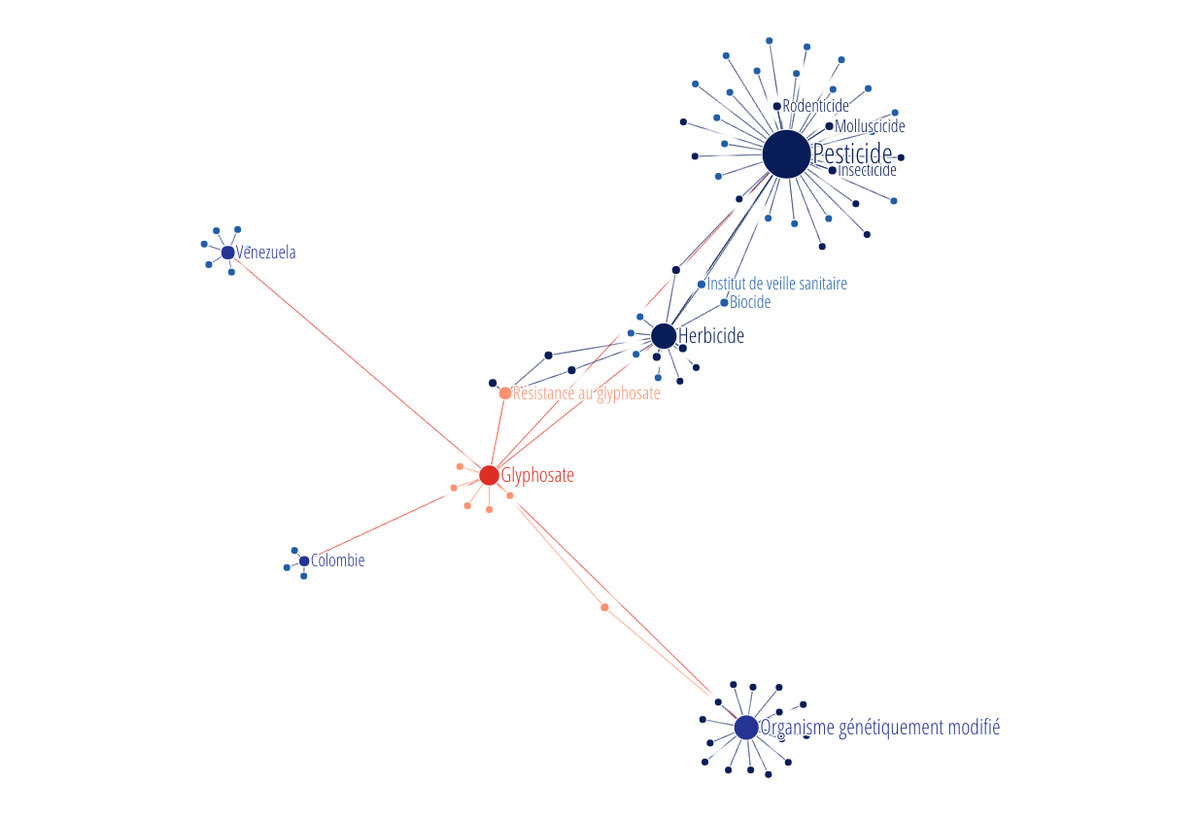 Rodenticide
Molluscicide
Pesticide
Insecticide
Venezuela
Institut de veille sanitaire
Biocide
Herbicide
Résistance au glyphosate
Glyphosate
Colombie
Organisme génétiquement modifié